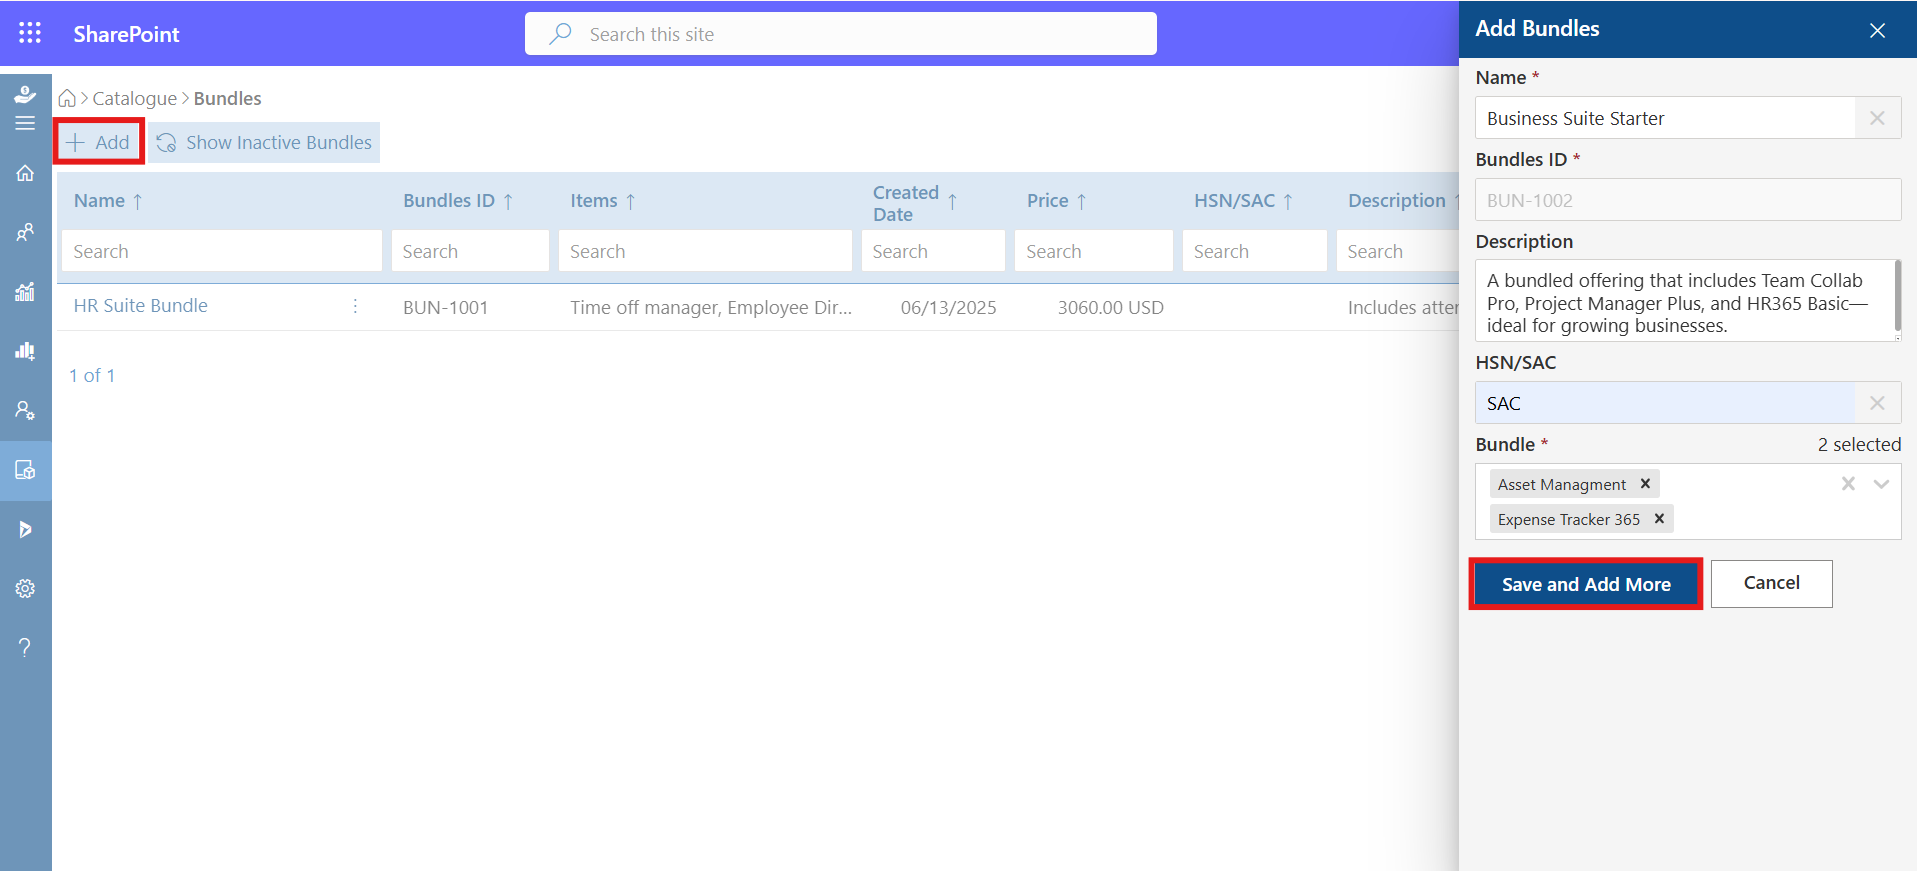 SharePoint
Search this site
Catalogue > Bundles
+ Add
Show Inactive Bundles
Name ↑ Bundles ID ↑ Items ↑ Created Date ↑ Price ↑ HSN/SAC ↑ Description ↑
Search Search Search Search Search Search Search
HR Suite Bundle BUN-1001 Time off manager, Employee Dir... 06/13/2025 3060.00 USD Includes atter
1 of 1
Add Bundles
Name *
Business Suite Starter
Bundles ID *
BUN-1002
Description
A bundled offering that includes Team Collab
Pro, Project Manager Plus, and HR365 Basic—
ideal for growing businesses.
HSN/SAC
SAC
Bundle * 2 selected
Asset Managment
Expense Tracker 365
Save and Add More Cancel